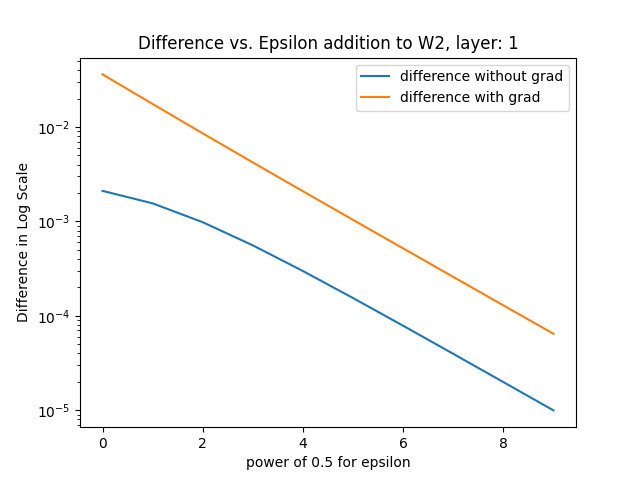 Difference vs. Epsilon addition to W2, layer: 1
difference without grad
difference with grad
Difference in Log Scale
10⁻²
10⁻³
10⁻⁴
10⁻⁵
0 2 4 6 8
power of 0.5 for epsilon